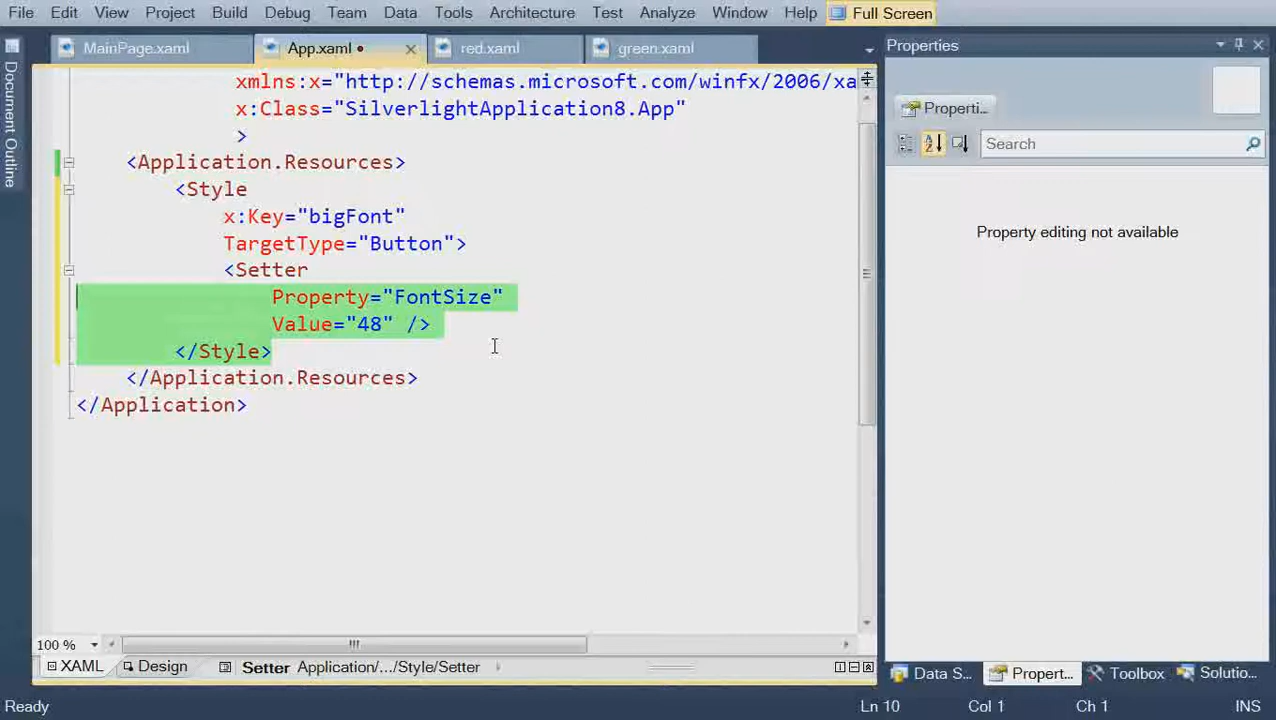 File Edit View Project Build Debug Team Data Tools Architecture Test Analyze Window Help Full Screen
MainPage.xaml App.xaml red.xaml green.xaml
Properties
Document Outline
xmlns:x="http://schemas.microsoft.com/winfx/2006/xa
x:Class="SilverlightApplication8.App"
>
<Application.Resources>
<Style
x:Key="bigFont"
TargetType="Button">
<Setter
Property="FontSize"
Value="48" />
</Style>
</Application.Resources>
</Application>
Properti...
Search
Property editing not available
100 %
XAML Design Setter Application/.../Style/Setter
Data S... Propert... Toolbox Solutio...
Ready Ln 10 Col 1 Ch 1 INS